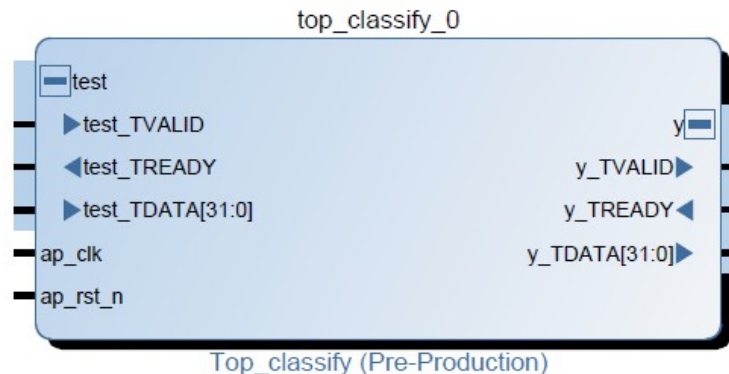 top_classify_0
test
test_TVALID
y
test_TREADY
y_TVALID
test_TDATA[31:0]
y_TREADY
ap_clk
y_TDATA[31:0]
ap_rst_n
Top_classify (Pre-Production)